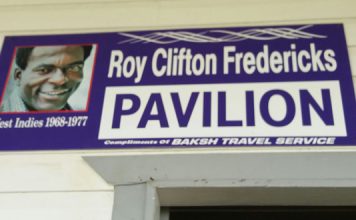 Roy Clifton Fredericks
PAVILION
est Indies 1968-1977
Compliments Of BAKSH TRAVEL SERVICE